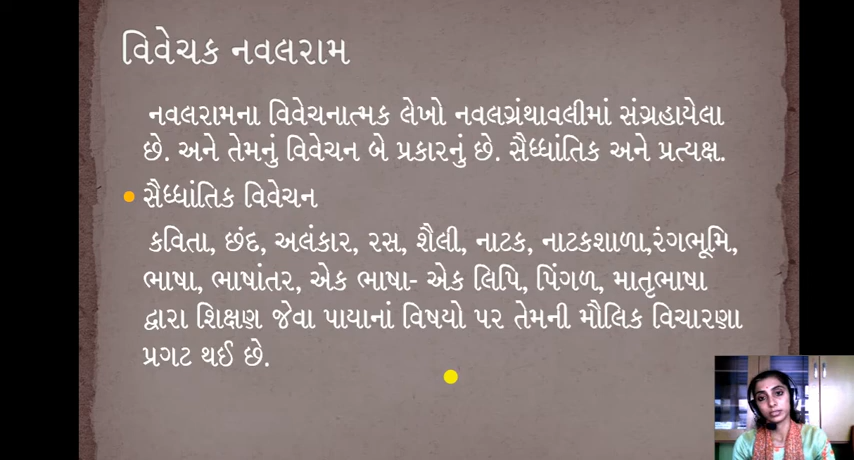 વિવેચક નવલરામ
નવલરામના વિવેચનાત્મક લેખો નવલગ્રંથાવલીમાં સંગ્રહાયેલા
છે. અને તેમનું વિવેચન બે પ્રકારનું છે. સૈધ્ધાંતિક અને પ્રત્યક્ષ.
સૈધ્ધાંતિક વિવેચન
કવિતા, છંદ, અલંકાર, રસ, શૈલી, નાટક, નાટકશાળા,રંગભૂમિ,
ભાષા, ભાષાંતર, એક ભાષા- એક લિપિ, પિંગળ, માતૃભાષા
દ્વારા શિક્ષણ જેવા પાયાનાં વિષયો પર તેમની મૌલિક વિચારણા
પ્રગટ થઈ છે.